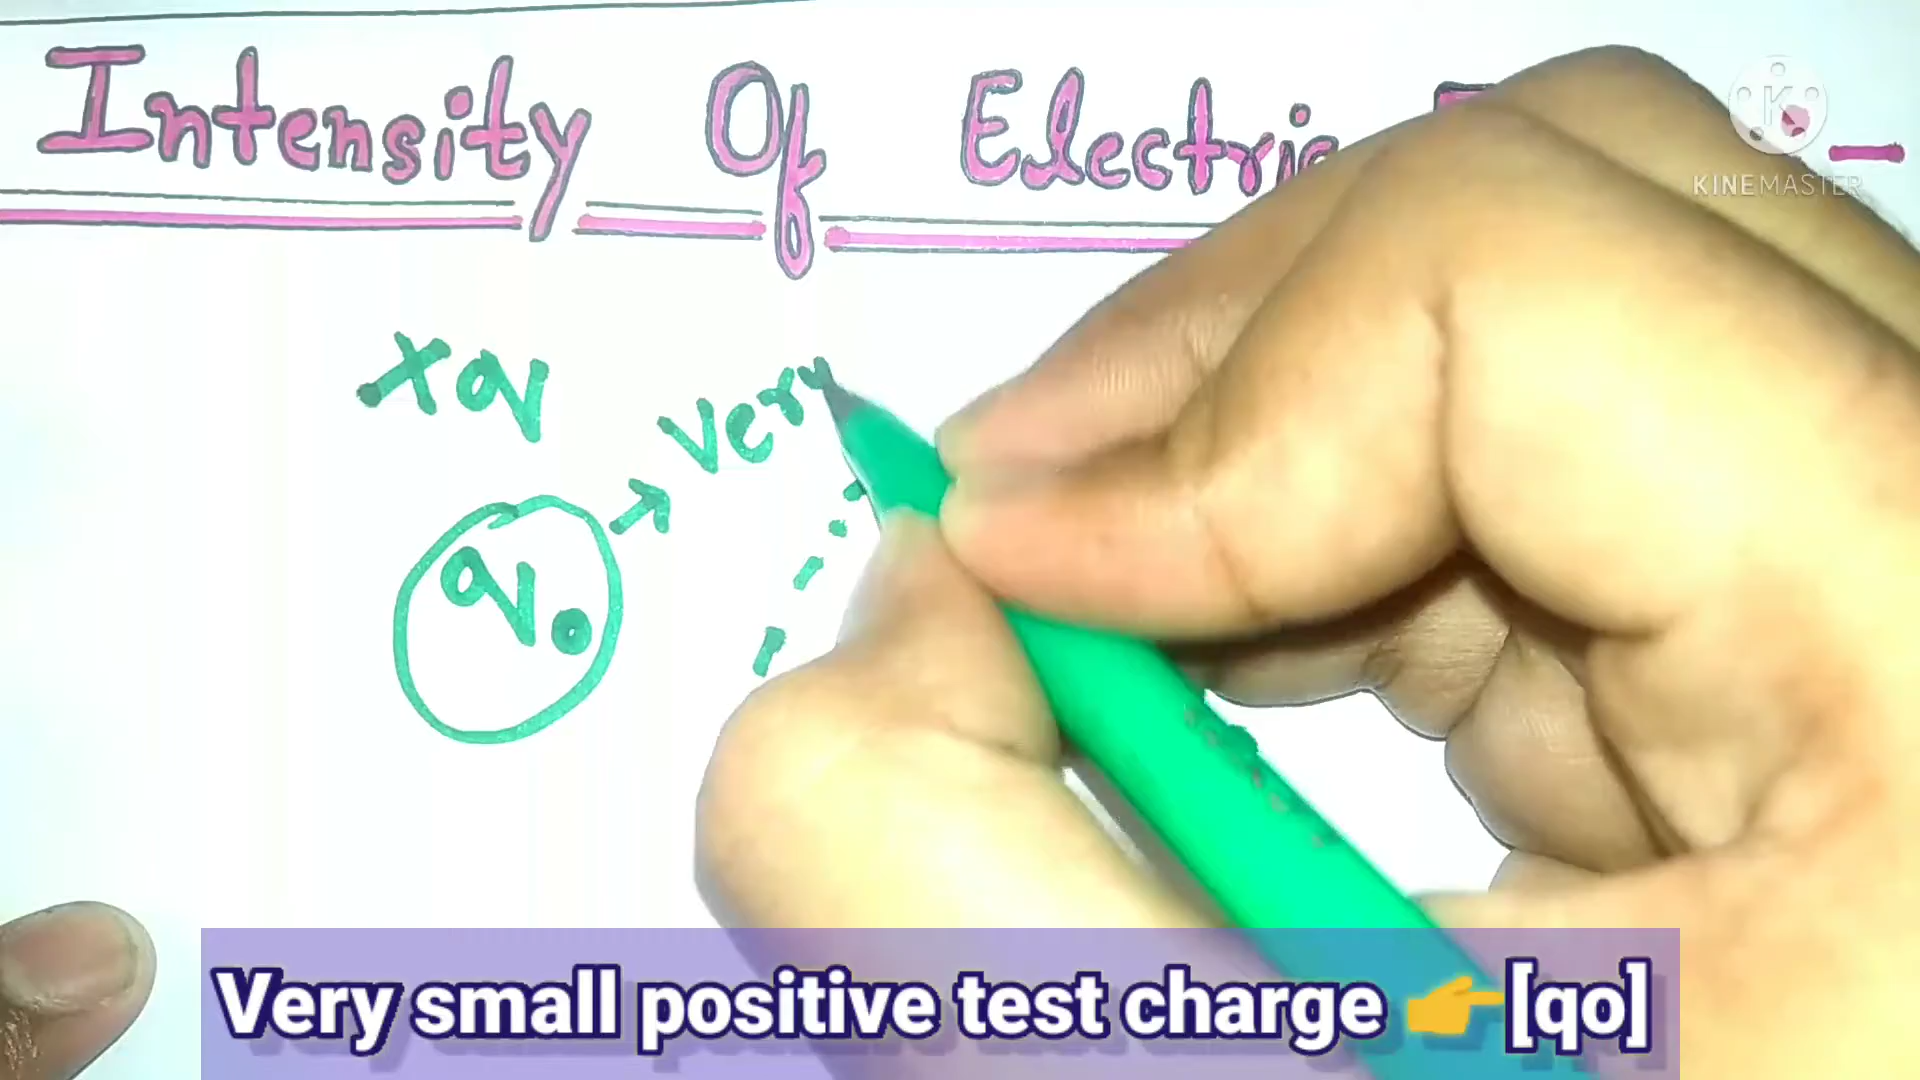 Intensity Of Electric
KINEMASTER
+q
Very
→
q₀
Very small positive test charge 👉[qo]